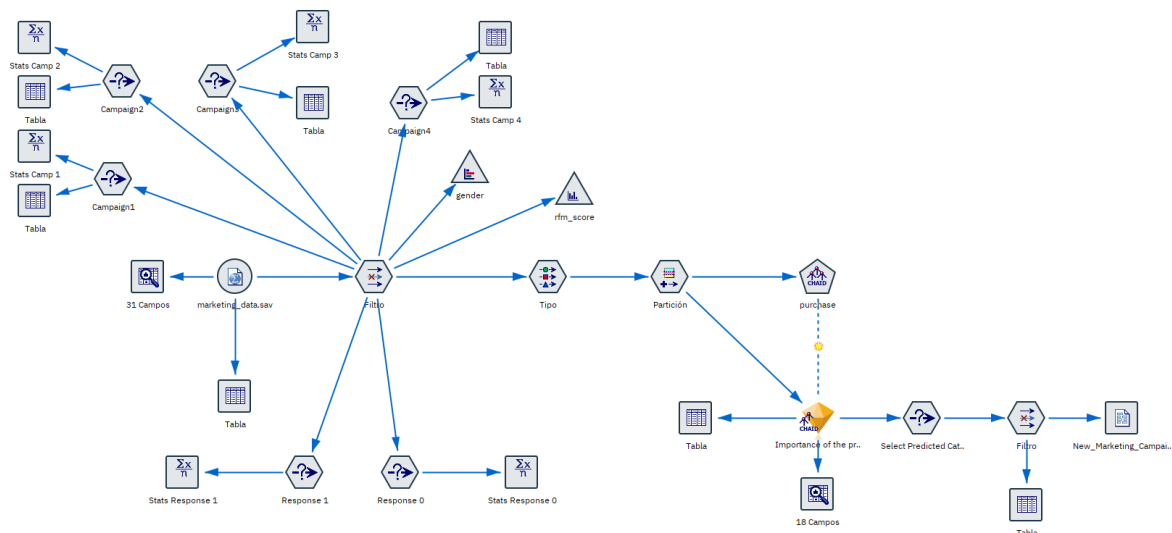 Σx
n
Stats Camp 2
Tabla
Campaign2
Σx
n
Stats Camp 3
Tabla
Campaign3
Tabla
Σx
n
Stats Camp 4
Campaign4
Σx
n
Stats Camp 1
Tabla
Campaign1
gender
rfm_score
31 Campos
marketing_data.sav
Filtro
Tipo
Partición
CHAID
purchase
Tabla
Tabla
CHAID
Importance of the pr..
Select Predicted Cat..
Filtro
New_Marketing_Campai..
Σx
n
Stats Response 1
Response 1
Response 0
Σx
n
Stats Response 0
18 Campos
Tabla